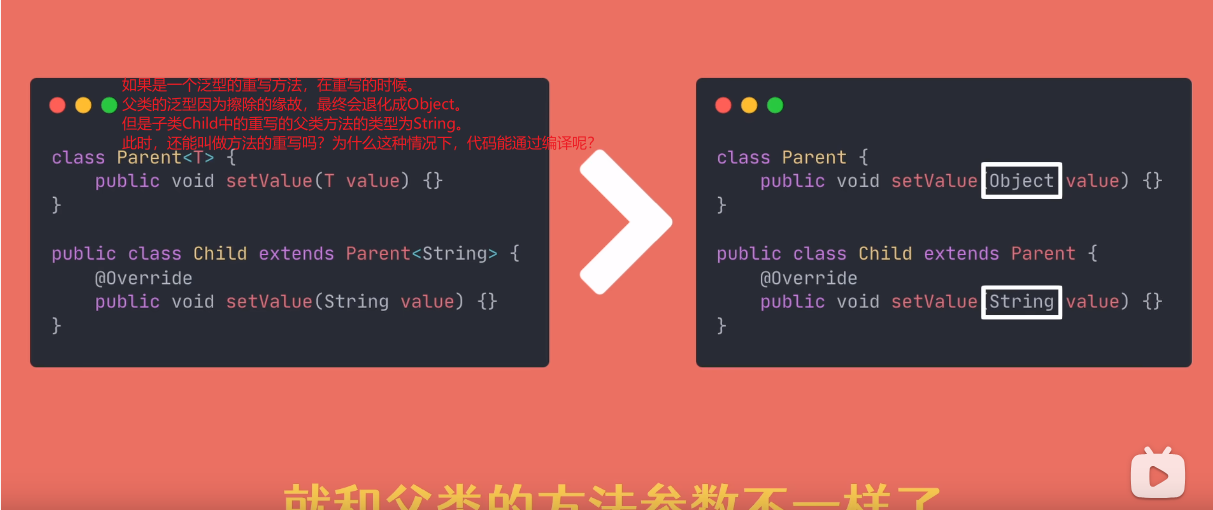 如果是一个泛型的重写方法，在重写的时候。
父类的泛型因为擦除的缘故，最终会退化成Object。
但是子类Child中的重写的父类方法的类型为String。
此时，还能叫做方法的重写吗？为什么这种情况下，代码能通过编译呢？
class Parent<T> {
    public void setValue(T value) {}
}
public class Child extends Parent<String> {
    @Override
    public void setValue(String value) {}
}
class Parent {
    public void setValue(Object value) {}
}
public class Child extends Parent {
    @Override
    public void setValue(String value) {}
}
就和父类的方法参数不一样了